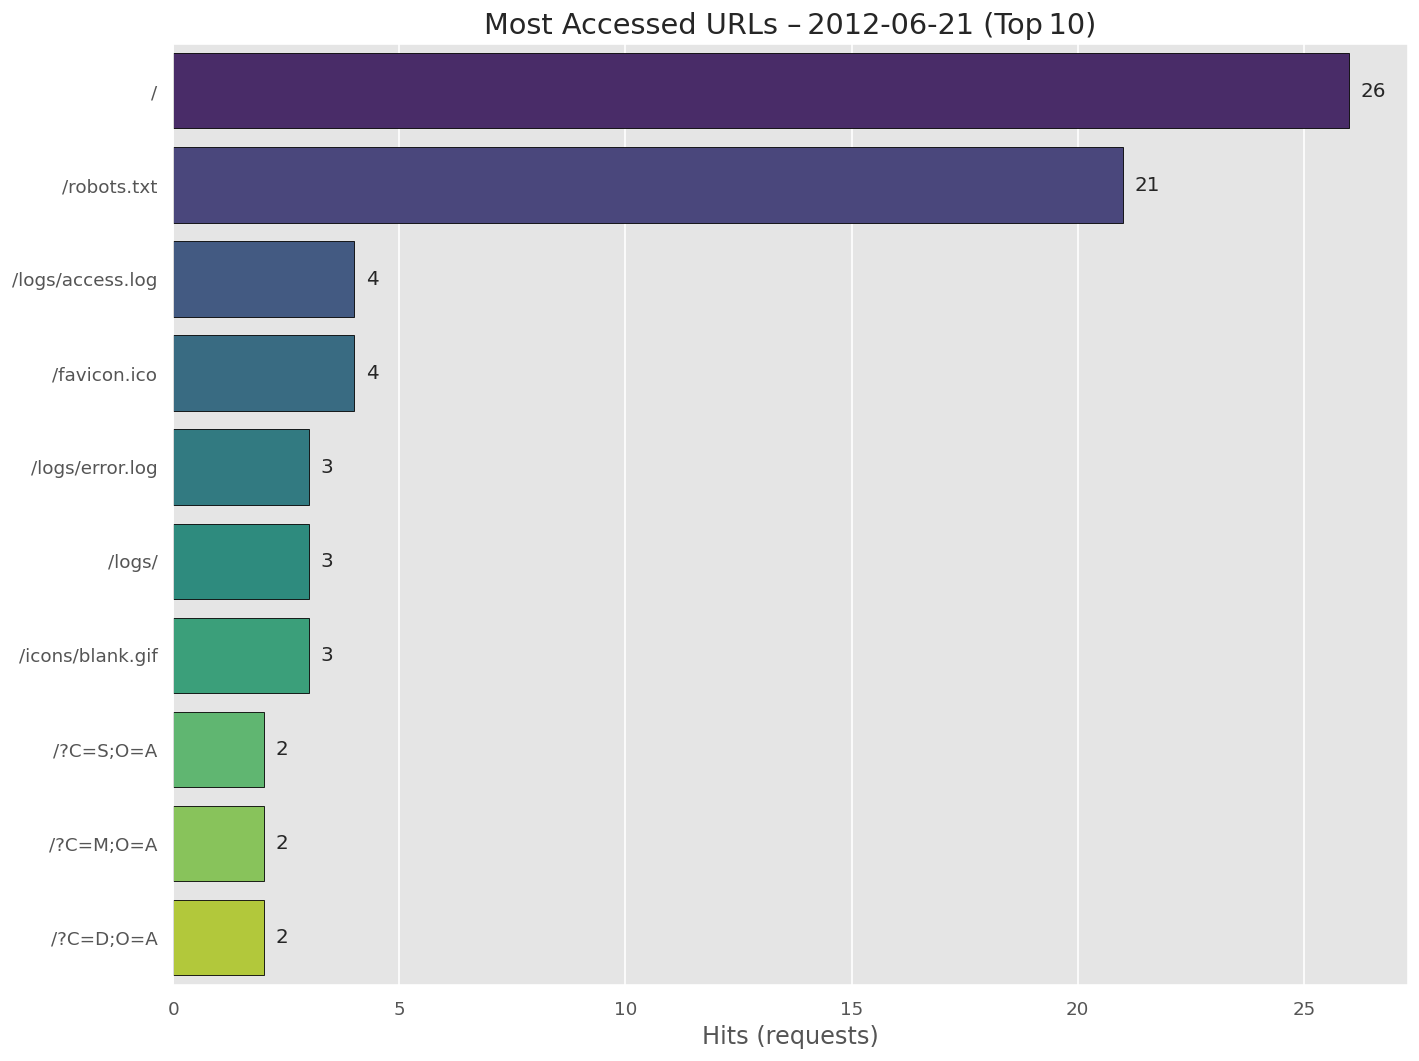 Most Accessed URLs – 2012-06-21 (Top 10)
/ 26
/robots.txt 21
/logs/access.log 4
/favicon.ico 4
/logs/error.log 3
/logs/ 3
/icons/blank.gif 3
/?C=S;O=A 2
/?C=M;O=A 2
/?C=D;O=A 2
0 5 10 15 20 25
Hits (requests)